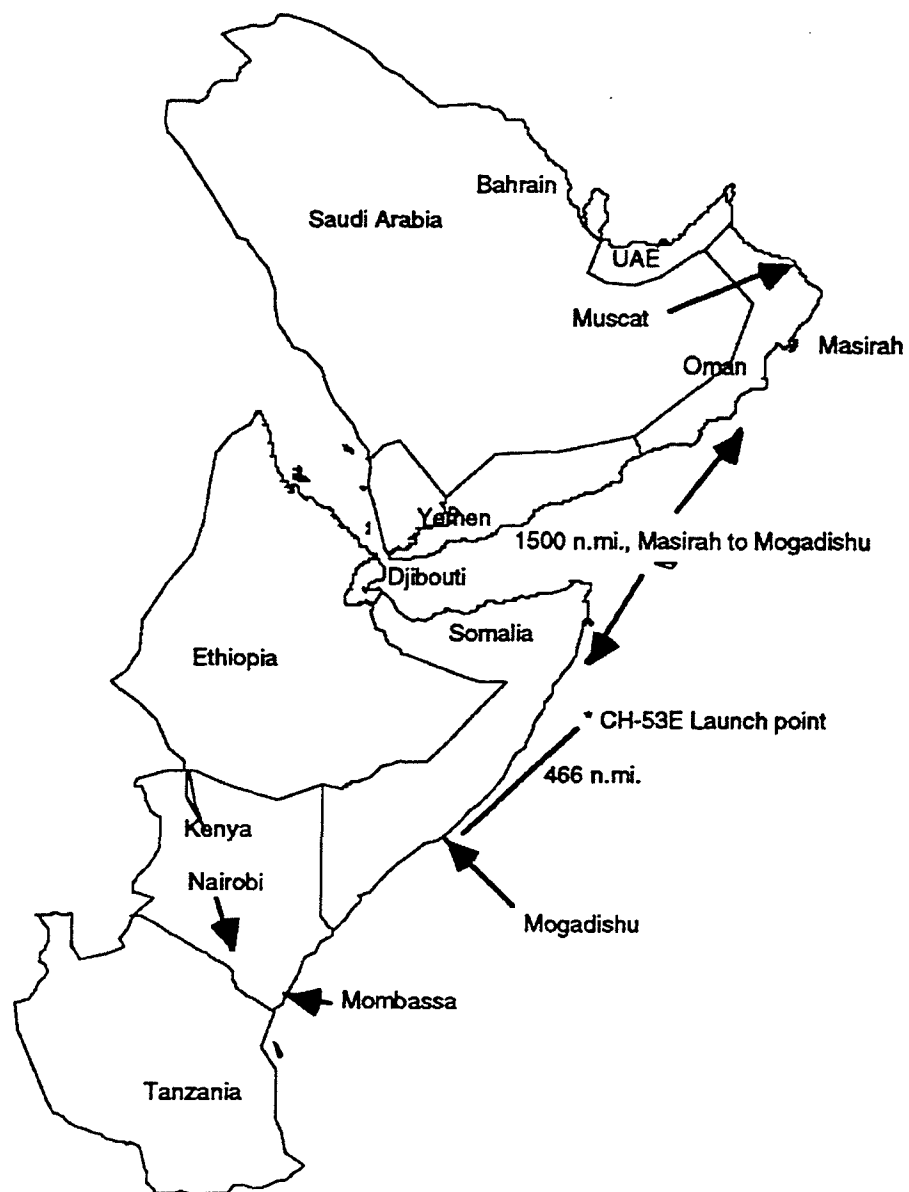 Bahrain
Saudi Arabia
UAE
Muscat
Masirah
Oman
Yemen
1500 n.mi., Masirah to Mogadishu
Djibouti
Somalia
Ethiopia
* CH-53E Launch point
466 n.mi.
Kenya
Nairobi
Mogadishu
Mombassa
Tanzania